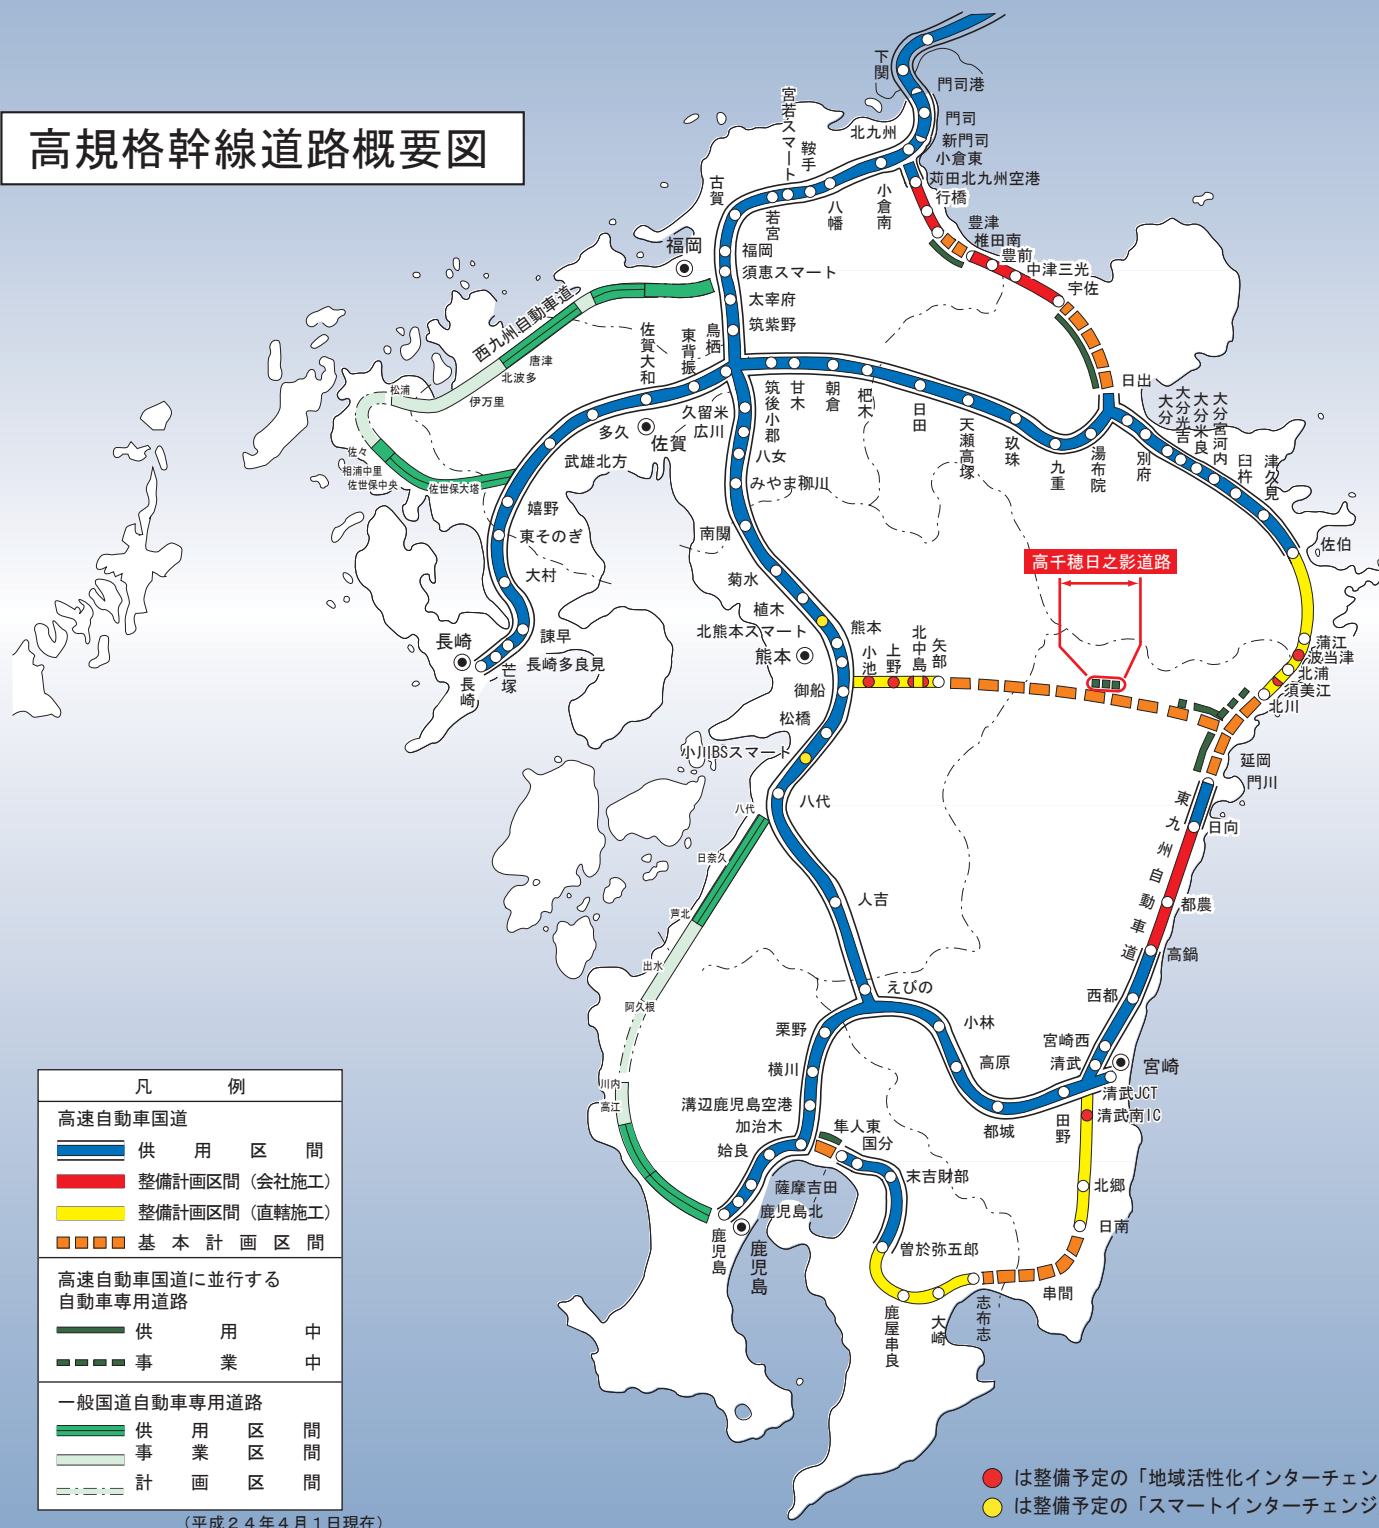 高規格幹線道路概要図
下関
門司港
門司
新門司
北九州
小倉東
苅田北九州空港
行橋
豊津
椎田南
豊前
中津三光
宇佐
宮若スマート
鞍手
古賀
若宮
八幡
小倉南
福岡
福岡
須恵スマート
太宰府
筑紫野
西九州自動車道
唐津
北波多
伊万里
松浦
佐々
相浦中里
佐世保中央
佐世保大塔
佐賀大和
東背振
鳥栖
久留米
広川
多久
佐賀
武雄北方
八女
みやま柳川
筑後小郡
甘木
朝倉
杷木
日田
天瀬高塚
玖珠
九重
湯布院
別府
日出
大分
大分光吉
大分米良
大分宮河内
臼杵
津久見
佐伯
嬉野
東そのぎ
大村
諫早
長崎
長崎多良見
長崎
芒塚
南関
菊水
植木
北熊本スマート
熊本
熊本
御船
小池
上野
北中島
矢部
高千穂日之影道路
蒲江
波当津
北浦
須美江
北川
延岡
門川
松橋
小川BSスマート
八代
八代
日奈久
芦北
出水
阿久根
川内
高江
東九州自動車道
日向
都農
高鍋
西都
宮崎西
清武
宮崎
清武JCT
清武南IC
人吉
えびの
栗野
小林
横川
高原
溝辺鹿児島空港
都城
田野
加治木
隼人東
国分
姶良
末吉財部
薩摩吉田
鹿児島北
鹿児島
鹿児島
曽於弥五郎
北郷
日南
串間
鹿屋串良
大崎
志布志
凡 例
高速自動車国道
供用区間
整備計画区間（会社施工）
整備計画区間（直轄施工）
基本計画区間
高速自動車国道に並行する
自動車専用道路
供用中
事業中
一般国道自動車専用道路
供用区間
事業区間
計画区間
（平成２４年４月１日現在）
は整備予定の「地域活性化インターチェン
は整備予定の「スマートインターチェンジ